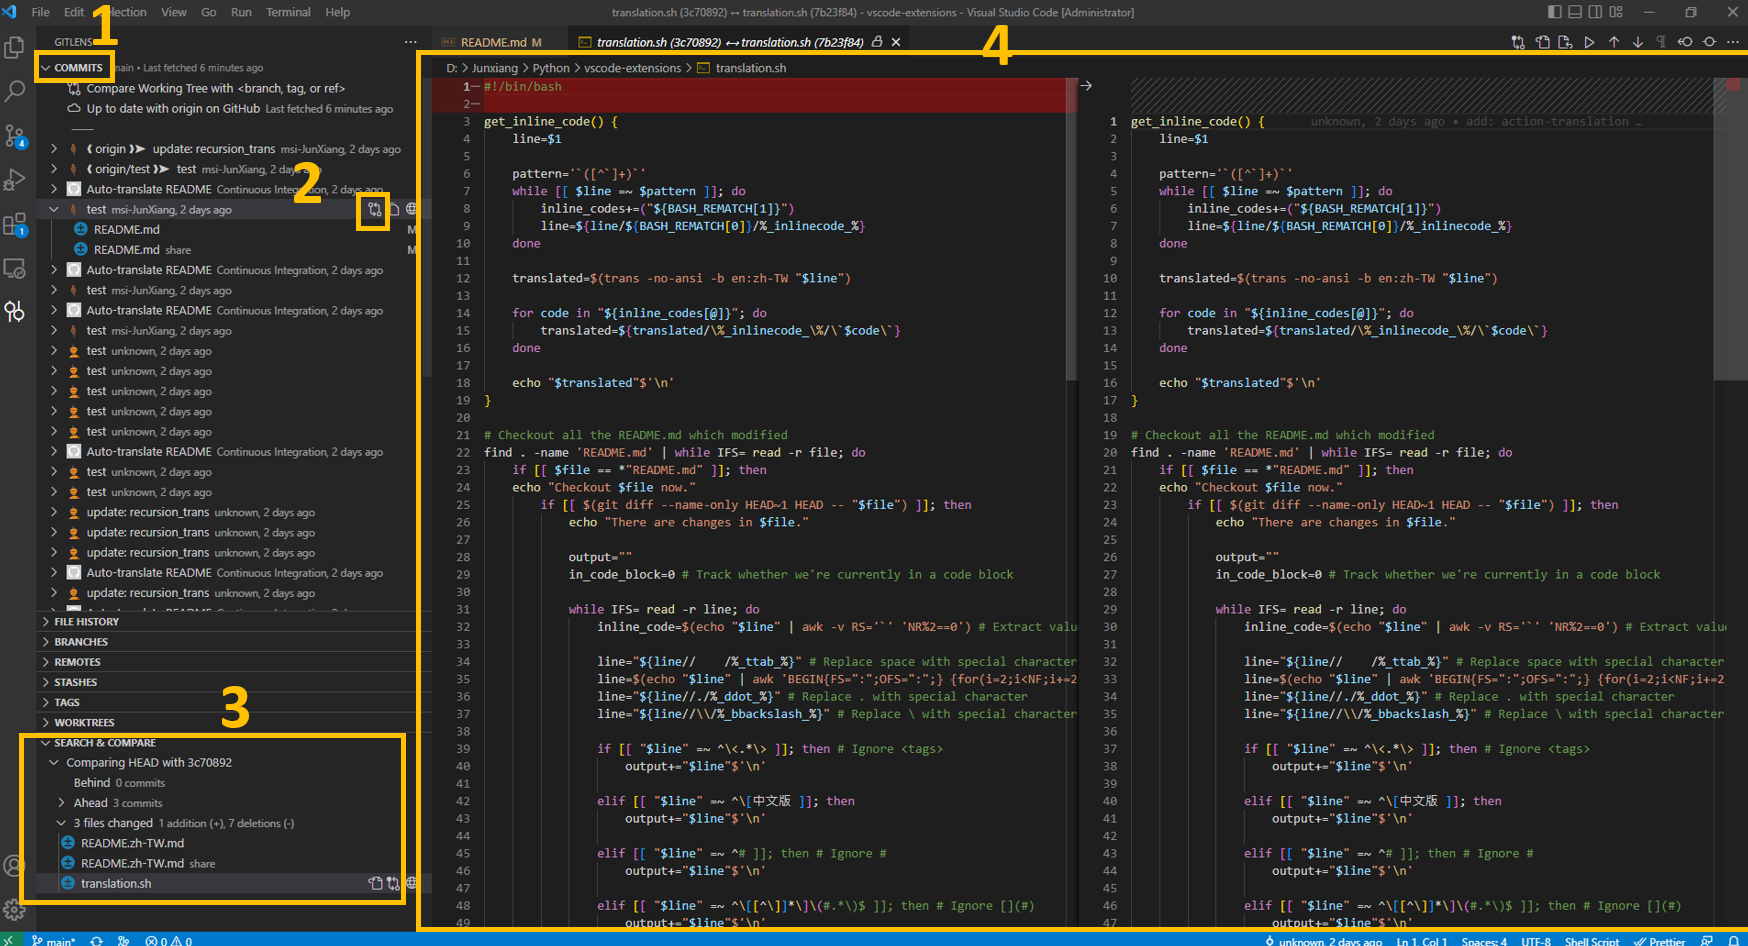 File Edit Selection View Go Run Terminal Help
translation.sh (3c70892) ↔ translation.sh (7b23f84) - vscode-extensions - Visual Studio Code [Administrator]
1
GITLENS
COMMITS main • Last fetched 6 minutes ago
Compare Working Tree with <branch, tag, or ref>
Up to date with origin on GitHub Last fetched 6 minutes ago
origin update: recursion_trans msi-JunXiang, 2 days ago
origin/test test msi-JunXiang, 2 days ago
2
Auto-translate README Continuous Integration, 2 days ago
test msi-JunXiang, 2 days ago
README.md M
README.md share M
Auto-translate README Continuous Integration, 2 days ago
test msi-JunXiang, 2 days ago
Auto-translate README Continuous Integration, 2 days ago
test msi-JunXiang, 2 days ago
test unknown, 2 days ago
test unknown, 2 days ago
test unknown, 2 days ago
test unknown, 2 days ago
test unknown, 2 days ago
Auto-translate README Continuous Integration, 2 days ago
test unknown, 2 days ago
test unknown, 2 days ago
update: recursion_trans unknown, 2 days ago
update: recursion_trans unknown, 2 days ago
update: recursion_trans unknown, 2 days ago
Auto-translate README Continuous Integration, 2 days ago
update: recursion_trans unknown, 2 days ago
FILE HISTORY
BRANCHES
REMOTES
STASHES
TAGS
WORKTREES
3
SEARCH & COMPARE
Comparing HEAD with 3c70892
Behind 0 commits
Ahead 3 commits
3 files changed 1 addition (+), 7 deletions (-)
README.zh-TW.md
README.zh-TW.md share
translation.sh
4
1
README.md M
translation.sh (3c70892) ↔ translation.sh (7b23f84)
4
D: > Junxiang > Python > vscode-extensions > translation.sh
1 #!/bin/bash
2
3 get_inline_code() {
4 line=$1
5
6 pattern='`([^`]+)`'
7 while [[ $line =~ $pattern ]]; do
8 inline_codes+=("${BASH_REMATCH[1]}")
9 line=${line/${BASH_REMATCH[0]}/%_inlinecode_%}
10 done
11
12 translated=$(trans -no-ansi -b en:zh-TW "$line")
13
14 for code in "${inline_codes[@]}"; do
15 translated=${translated/\%_inlinecode_\%/\`$code\`}
16 done
17
18 echo "$translated"$'\n'
19 }
20
21 # Checkout all the README.md which modified
22 find . -name 'README.md' | while IFS= read -r file; do
23 if [[ $file == *"README.md" ]]; then
24 echo "Checkout $file now."
25 if [[ $(git diff --name-only HEAD~1 HEAD -- "$file") ]]; then
26 echo "There are changes in $file."
27
28 output=""
29 in_code_block=0 # Track whether we're currently in a code block
30
31 while IFS= read -r line; do
32 inline_code=$(echo "$line" | awk -v RS='`' 'NR%2==0') # Extract valu
33
34 line="${line//    /%_ttab_%}" # Replace space with special character
35 line=$(echo "$line" | awk 'BEGIN{FS=":";OFS=":";} {for(i=2;i<NF;i+=2
36 line="${line//./%_ddot_%}" # Replace . with special character
37 line="${line//\\/%_bbackslash_%}" # Replace \ with special character
38
39 if [[ "$line" =~ ^\<.*\> ]]; then # Ignore <tags>
40 output+="$line"$'\n'
41
42 elif [[ "$line" =~ ^\[中文版 ]]; then
43 output+="$line"$'\n'
44
45 elif [[ "$line" =~ ^# ]]; then # Ignore #
46 output+="$line"$'\n'
47
48 elif [[ "$line" =~ ^\[[^\]]*\]\(#.*\)$ ]]; then # Ignore [](#)
49 output+="$line"$'\n'
1 get_inline_code() { unknown, 2 days ago • add: action-translation …
2 line=$1
3
4 pattern='`([^`]+)`'
5 while [[ $line =~ $pattern ]]; do
6 inline_codes+=("${BASH_REMATCH[1]}")
7 line=${line/${BASH_REMATCH[0]}/%_inlinecode_%}
8 done
9
10 translated=$(trans -no-ansi -b en:zh-TW "$line")
11
12 for code in "${inline_codes[@]}"; do
13 translated=${translated/\%_inlinecode_\%/\`$code\`}
14 done
15
16 echo "$translated"$'\n'
17 }
18
19 # Checkout all the README.md which modified
20 find . -name 'README.md' | while IFS= read -r file; do
21 if [[ $file == *"README.md" ]]; then
22 echo "Checkout $file now."
23 if [[ $(git diff --name-only HEAD~1 HEAD -- "$file") ]]; then
24 echo "There are changes in $file."
25
26 output=""
27 in_code_block=0 # Track whether we're currently in a code block
28
29 while IFS= read -r line; do
30 inline_code=$(echo "$line" | awk -v RS='`' 'NR%2==0') # Extract value
31
32 line="${line//    /%_ttab_%}" # Replace space with special character
33 line=$(echo "$line" | awk 'BEGIN{FS=":";OFS=":";} {for(i=2;i<NF;i+=2
34 line="${line//./%_ddot_%}" # Replace . with special character
35 line="${line//\\/%_bbackslash_%}" # Replace \ with special character
36
37 if [[ "$line" =~ ^\<.*\> ]]; then # Ignore <tags>
38 output+="$line"$'\n'
39
40 elif [[ "$line" =~ ^\[中文版 ]]; then
41 output+="$line"$'\n'
42
43 elif [[ "$line" =~ ^# ]]; then # Ignore #
44 output+="$line"$'\n'
45
46 elif [[ "$line" =~ ^\[[^\]]*\]\(#.*\)$ ]]; then # Ignore [](#)
47 output+="$line"$'\n'
main* 0 0 unknown, 2 days ago Ln 1, Col 1 Spaces: 4 UTF-8 Shell Script Prettier